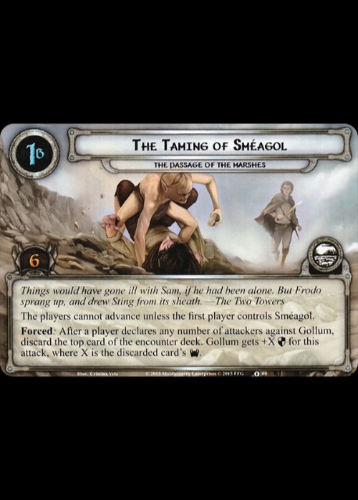 1B
The Taming of Sméagol
The Passage of the Marshes
6
Things would have gone ill with Sam, if he had been alone. But Frodo
sprang up, and drew Sting from its sheath. —The Two Towers
The players cannot advance unless the first player controls Sméagol.
Forced: After a player declares any number of attackers against Gollum,
discard the top card of the encounter deck. Gollum gets +X for this
attack, where X is the discarded card's